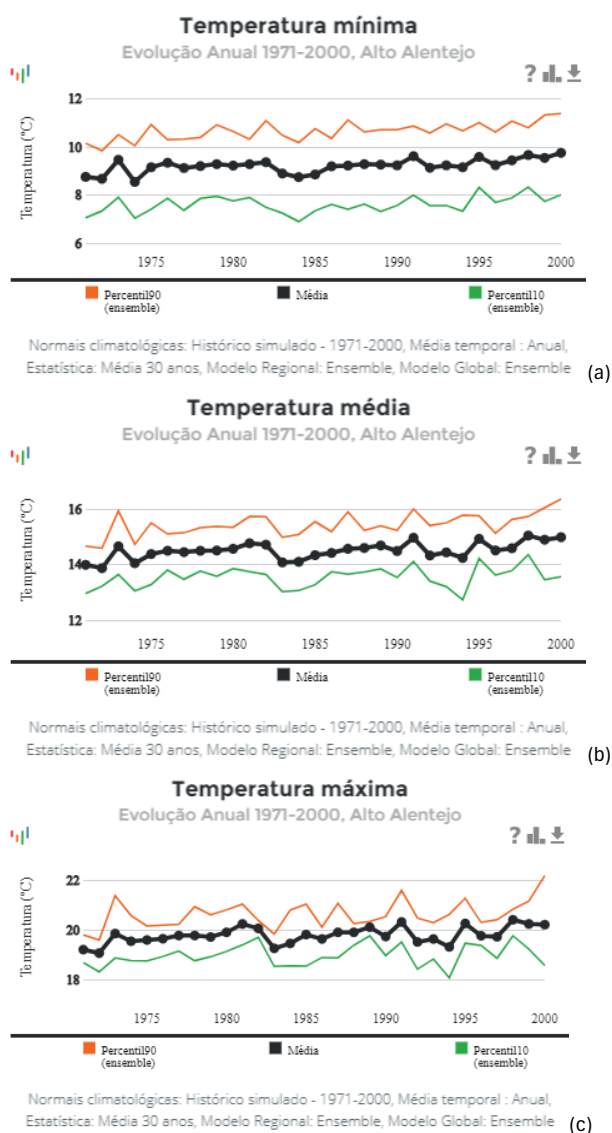 Temperatura mínima
Evolução Anual 1971-2000, Alto Alentejo
?
Temperatura (°C)
12
10
8
6
1975 1980 1985 1990 1995 2000
Percentil90 (ensemble) Média Percentil10 (ensemble)
Normais climatológicas: Histórico simulado - 1971-2000, Média temporal : Anual,
Estatística: Média 30 anos, Modelo Regional: Ensemble, Modelo Global: Ensemble (a)
Temperatura média
Evolução Anual 1971-2000, Alto Alentejo
?
Temperatura (°C)
16
14
12
1975 1980 1985 1990 1995 2000
Percentil90 (ensemble) Média Percentil10 (ensemble)
Normais climatológicas: Histórico simulado - 1971-2000, Média temporal : Anual,
Estatística: Média 30 anos, Modelo Regional: Ensemble, Modelo Global: Ensemble (b)
Temperatura máxima
Evolução Anual 1971-2000, Alto Alentejo
?
Temperatura (°C)
22
20
18
1975 1980 1985 1990 1995 2000
Percentil90 (ensemble) Média Percentil10 (ensemble)
Normais climatológicas: Histórico simulado - 1971-2000, Média temporal : Anual,
Estatística: Média 30 anos, Modelo Regional: Ensemble, Modelo Global: Ensemble (c)